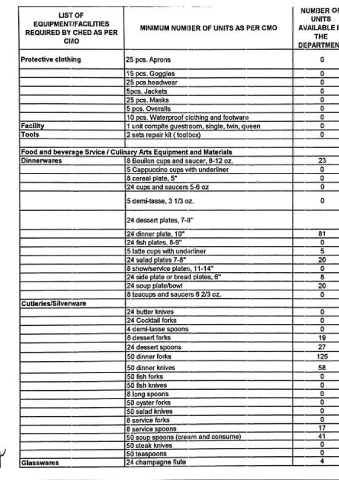 LIST OF
EQUIPMENT/FACILITIES
REQUIRED BY CHED AS PER
CMO
MINIMUM NUMBER OF UNITS AS PER CMO
NUMBER OF
UNITS
AVAILABLE I
THE
DEPARTMEN
Protective clothing 25 pcs. Aprons 0
15 pcs. Goggles 0
25 pcs.headwear 0
5pcs. Jackets 0
25 pcs. Masks 0
5 pcs. Overalls 0
10 pcs. Waterproof clothing and footware 0
Facility 1 unit complte guestroom, single, twin, queen 0
Tools 2 sets repair kit ( toolbox) 0
Food and beverage Srvice / Culinary Arts Equipment and Materials
Dinnerwares 8 Bouillon cups and saucer, 8-12 oz. 23
5 Cappuccino cups with underliner 0
8 cereal plate, 5" 0
24 cups and saucers 5-6 oz 0
5 demi-tasse, 3 1/3 oz. 0
24 dessert plates, 7-8"
24 dinner plate, 10" 81
24 fish plates, 8-9" 0
5 latte cups with underliner 5
24 salad plates 7-8" 20
8 show/service plates, 11-14" 0
24 side plate or bread plates, 6" 8
24 soup plate/bowl 20
8 teacups and saucers 8 2/3 oz. 0
Cutleries/Silverware
24 butter knives 0
24 Cocktail forks 0
4 demi-tasse spoons 0
8 dessert forks 19
24 dessert spoons 27
50 dinner forks 125
50 dinner knives 58
50 fish forks 0
50 fish knives 0
8 long spoons 0
50 oyster forks 0
50 salad knives 0
8 service forks 0
8 service spoons 17
50 soup spoons (cream and consume) 41
50 steak knives 0
50 teaspoons 0
Glasswares 24 champagne flute 4